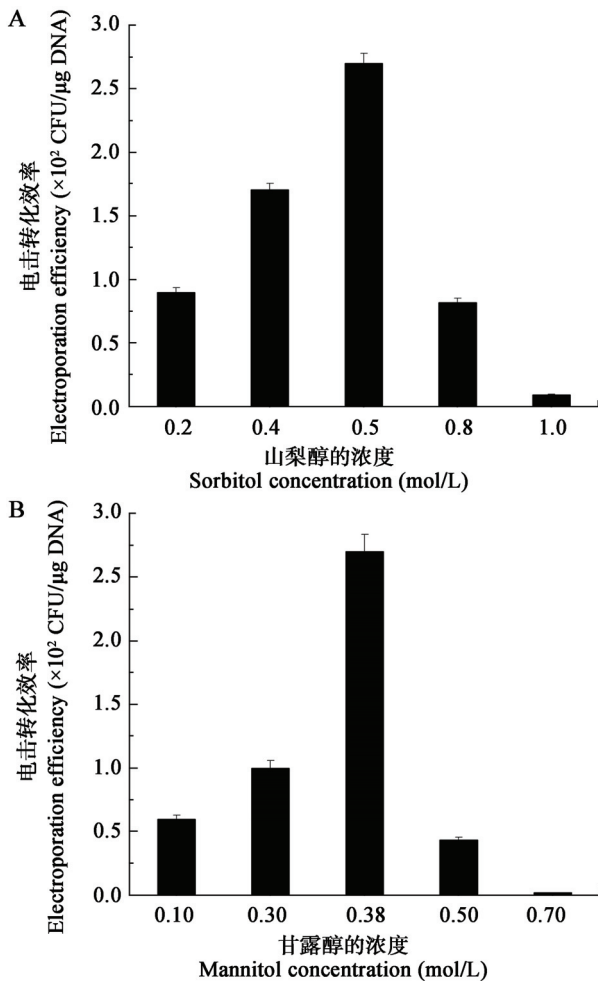 A
电击转化效率
Electroporation efficiency (×10² CFU/μg DNA)
3.0
2.5
2.0
1.5
1.0
0.5
0.0
0.2 0.4 0.5 0.8 1.0
山梨醇的浓度
Sorbitol concentration (mol/L)
B
电击转化效率
Electroporation efficiency (×10² CFU/μg DNA)
3.0
2.5
2.0
1.5
1.0
0.5
0.0
0.10 0.30 0.38 0.50 0.70
甘露醇的浓度
Mannitol concentration (mol/L)